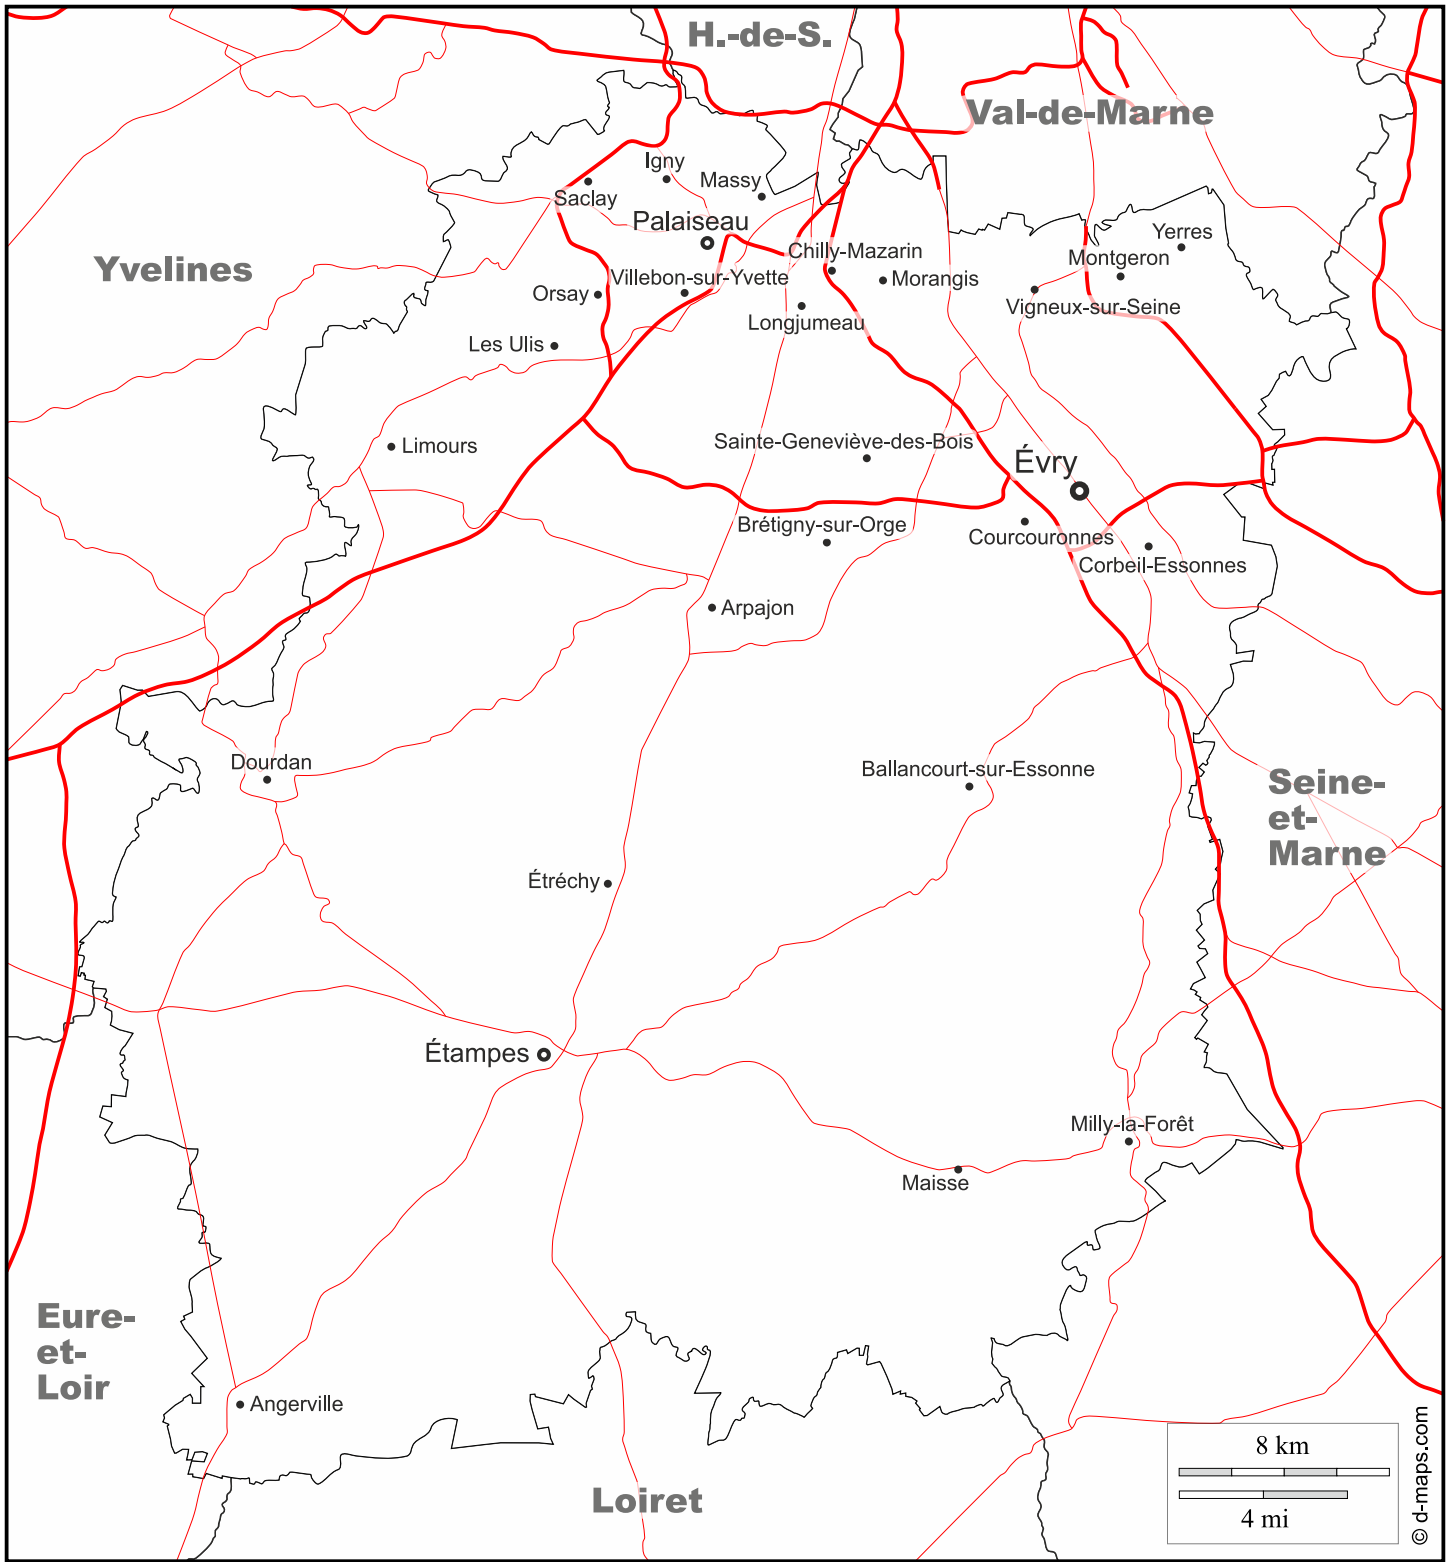 H.-de-S.
Val-de-Marne
Igny
Massy
Saclay
Palaiseau
Yerres
Chilly-Mazarin
Montgeron
Yvelines
Villebon-sur-Yvette
Morangis
Orsay
Vigneux-sur-Seine
Longjumeau
Les Ulis
Limours
Sainte-Geneviève-des-Bois
Évry
Brétigny-sur-Orge
Courcouronnes
Corbeil-Essonnes
Arpajon
Dourdan
Ballancourt-sur-Essonne
Seine-
et-
Marne
Étréchy
Étampes
Milly-la-Forêt
Maisse
Eure-
et-
Loir
Angerville
Loiret
8 km
4 mi
© d-maps.com